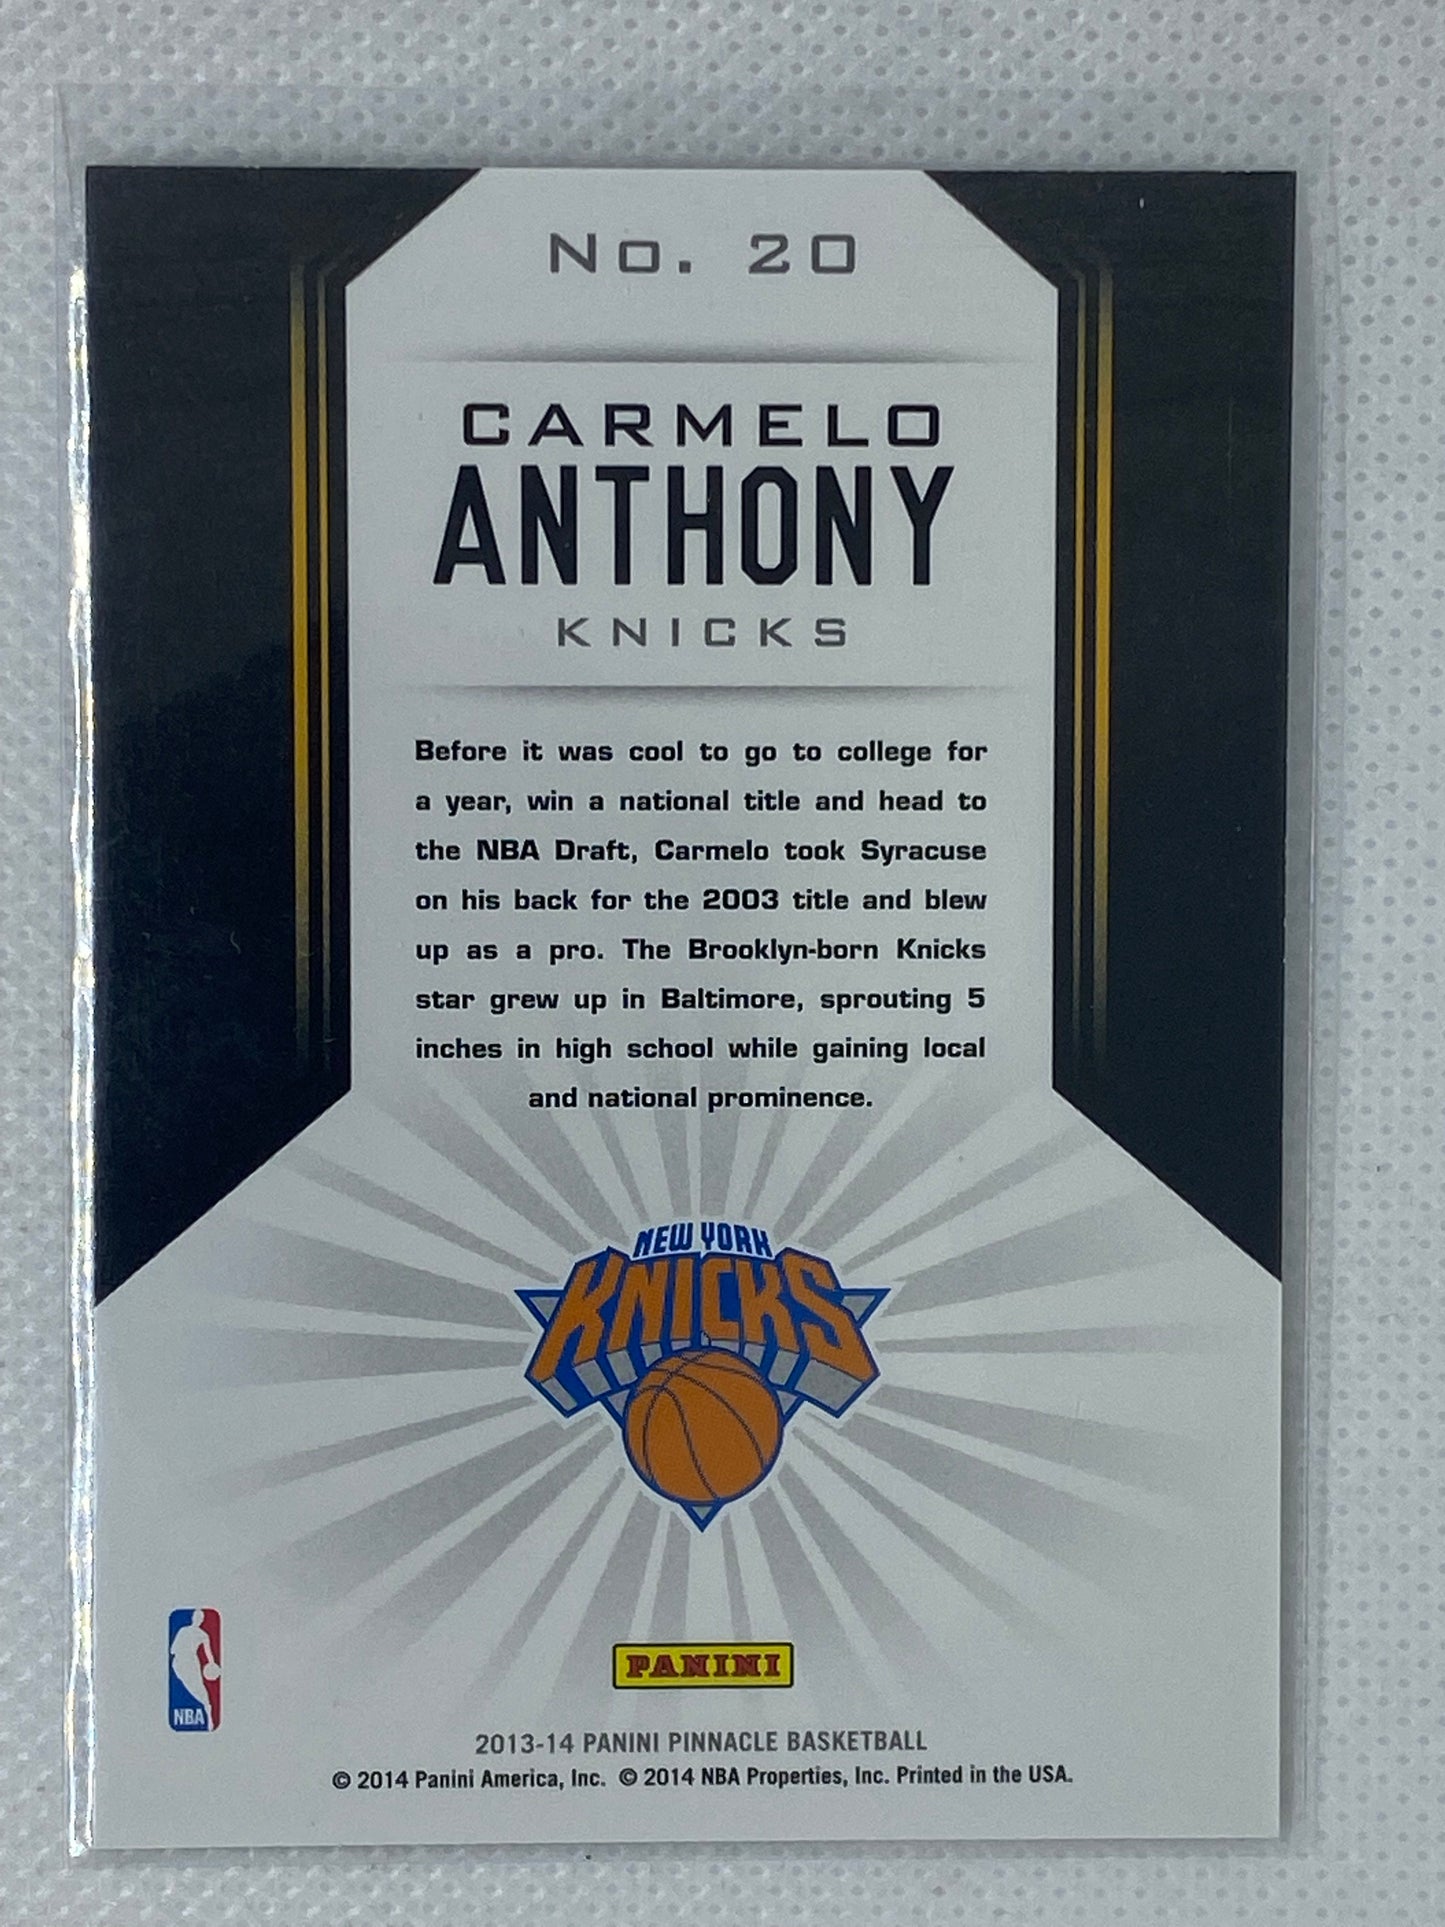 No. 20
CARMELO
ANTHONY
KNICKS
Before it was cool to go to college for
a year, win a national title and head to
the NBA Draft, Carmelo took Syracuse
on his back for the 2003 title and blew
up as a pro. The Brooklyn-born Knicks
star grew up in Baltimore, sprouting 5
inches in high school while gaining local
and national prominence.
NEW YORK
KNICKS
NBA
PANINI
2013-14 PANINI PINNACLE BASKETBALL
© 2014 Panini America, Inc. © 2014 NBA Properties, Inc. Printed in the USA.